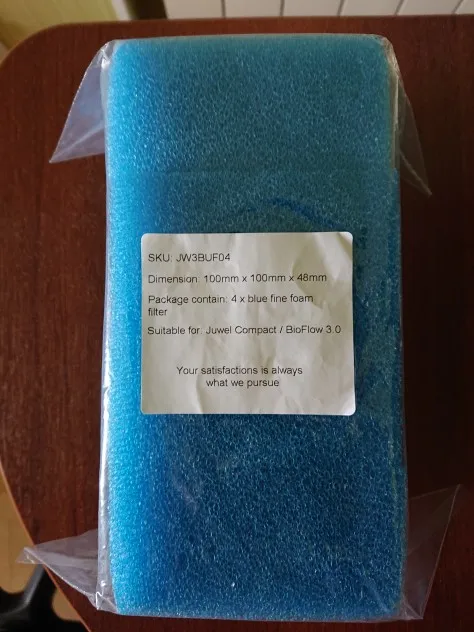 SKU: JW3BUF04
Dimension: 100mm x 100mm x 48mm
Package contain: 4 x blue fine foam
filter
Suitable for: Juwel Compact / BioFlow 3.0
Your satisfactions is always
what we pursue